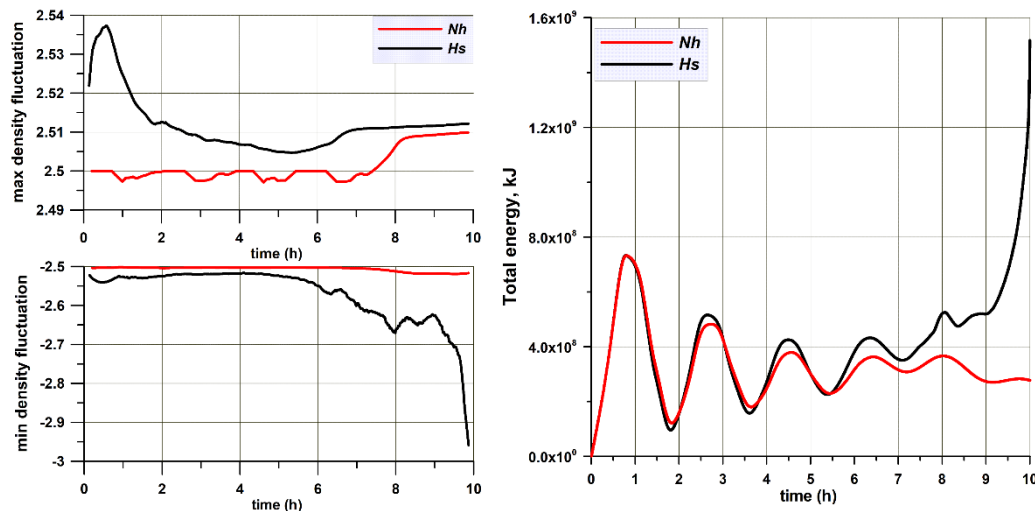 max density fluctuation
2.54
2.53
2.52
2.51
2.5
2.49
Nh
Hs
0 2 4 6 8 10
time (h)
min density fluctuation
-2.5
-2.6
-2.7
-2.8
-2.9
-3
0 2 4 6 8 10
time (h)
Total energy, kJ
1.6x10⁹
1.2x10⁹
8.0x10⁸
4.0x10⁸
0.0x10⁰
Nh
Hs
0 1 2 3 4 5 6 7 8 9 10
time (h)